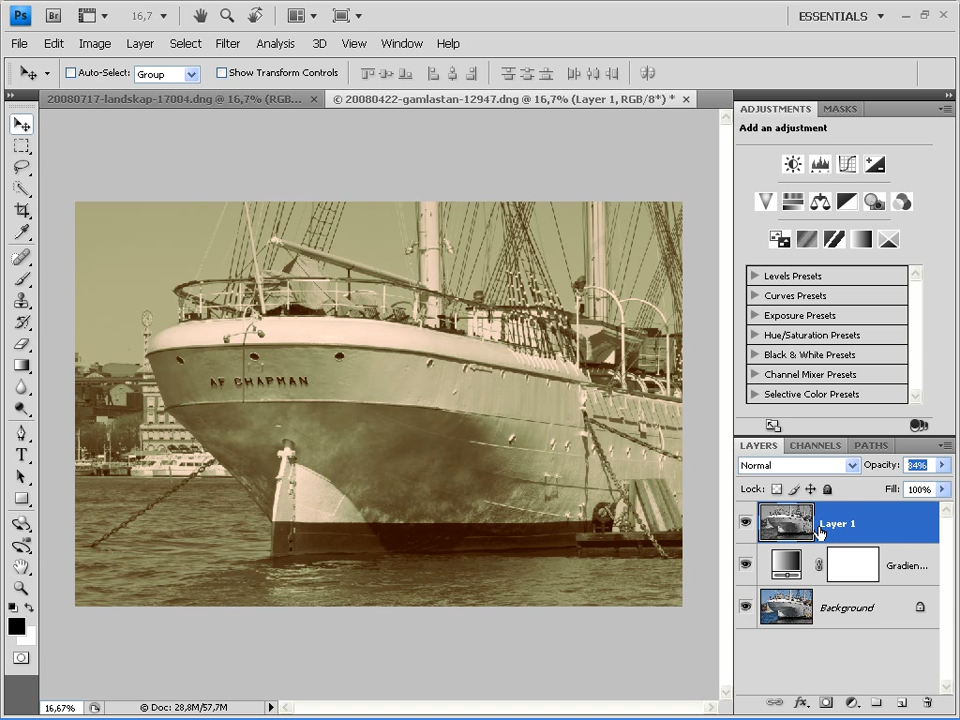 Ps Br 16,7 ESSENTIALS
File Edit Image Layer Select Filter Analysis 3D View Window Help
Auto-Select: Group Show Transform Controls
20080717-landskap-17004.dng @ 16,7% (RGB... × © 20080422-gamlastan-12947.dng @ 16,7% (Layer 1, RGB/8*) * ×
ADJUSTMENTS MASKS
Add an adjustment
Levels Presets
Curves Presets
Exposure Presets
Hue/Saturation Presets
Black & White Presets
Channel Mixer Presets
Selective Color Presets
AF CHAPMAN
LAYERS CHANNELS PATHS
Normal Opacity: 84%
Lock: Fill: 100%
Layer 1
Gradien...
Background
16,67% © Doc: 28,8M/57,7M